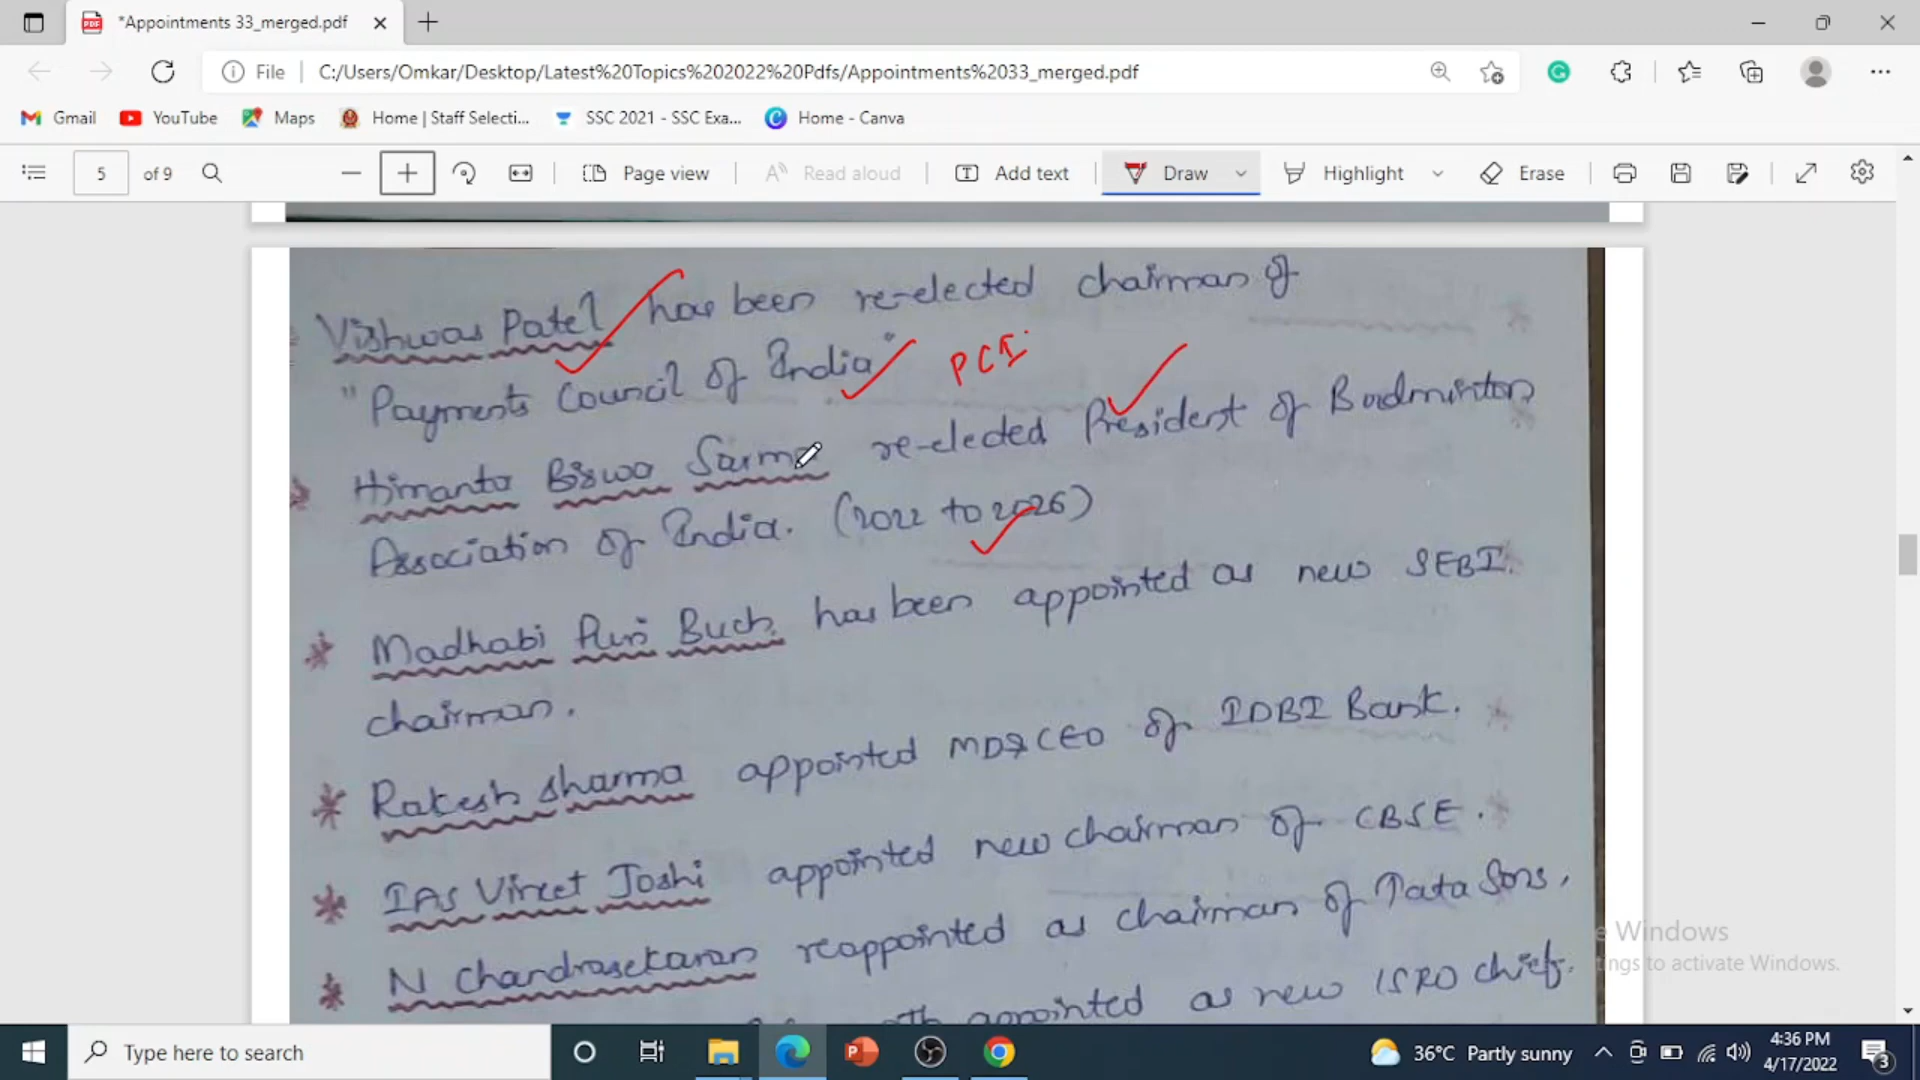 *Appointments 33_merged.pdf
File C:/Users/Omkar/Desktop/Latest%20Topics%202022%20Pdfs/Appointments%2033_merged.pdf
Gmail YouTube Maps Home | Staff Selecti... SSC 2021 - SSC Exa... Home - Canva
5 of 9 Page view Read aloud Add text Draw Highlight Erase
Vishwas Patel has been re-elected chairman of
"Payments Council of India" PCI
Himanta Biswa Sarma re-elected President of Badminton
Association of India. (2022 to 2026)
* Madhabi Puri Buch has been appointed as new SEBI
chairman.
* Rakesh Sharma appointed MD & CEO of IDBI Bank.
* IAS Vineet Joshi appointed new chairman of CBSE.
* N Chandrasekaran reappointed as chairman of Tata Sons,
appointed as new ISRO chief.
Windows
to activate Windows.
Type here to search
36°C Partly sunny
4:36 PM
4/17/2022
3